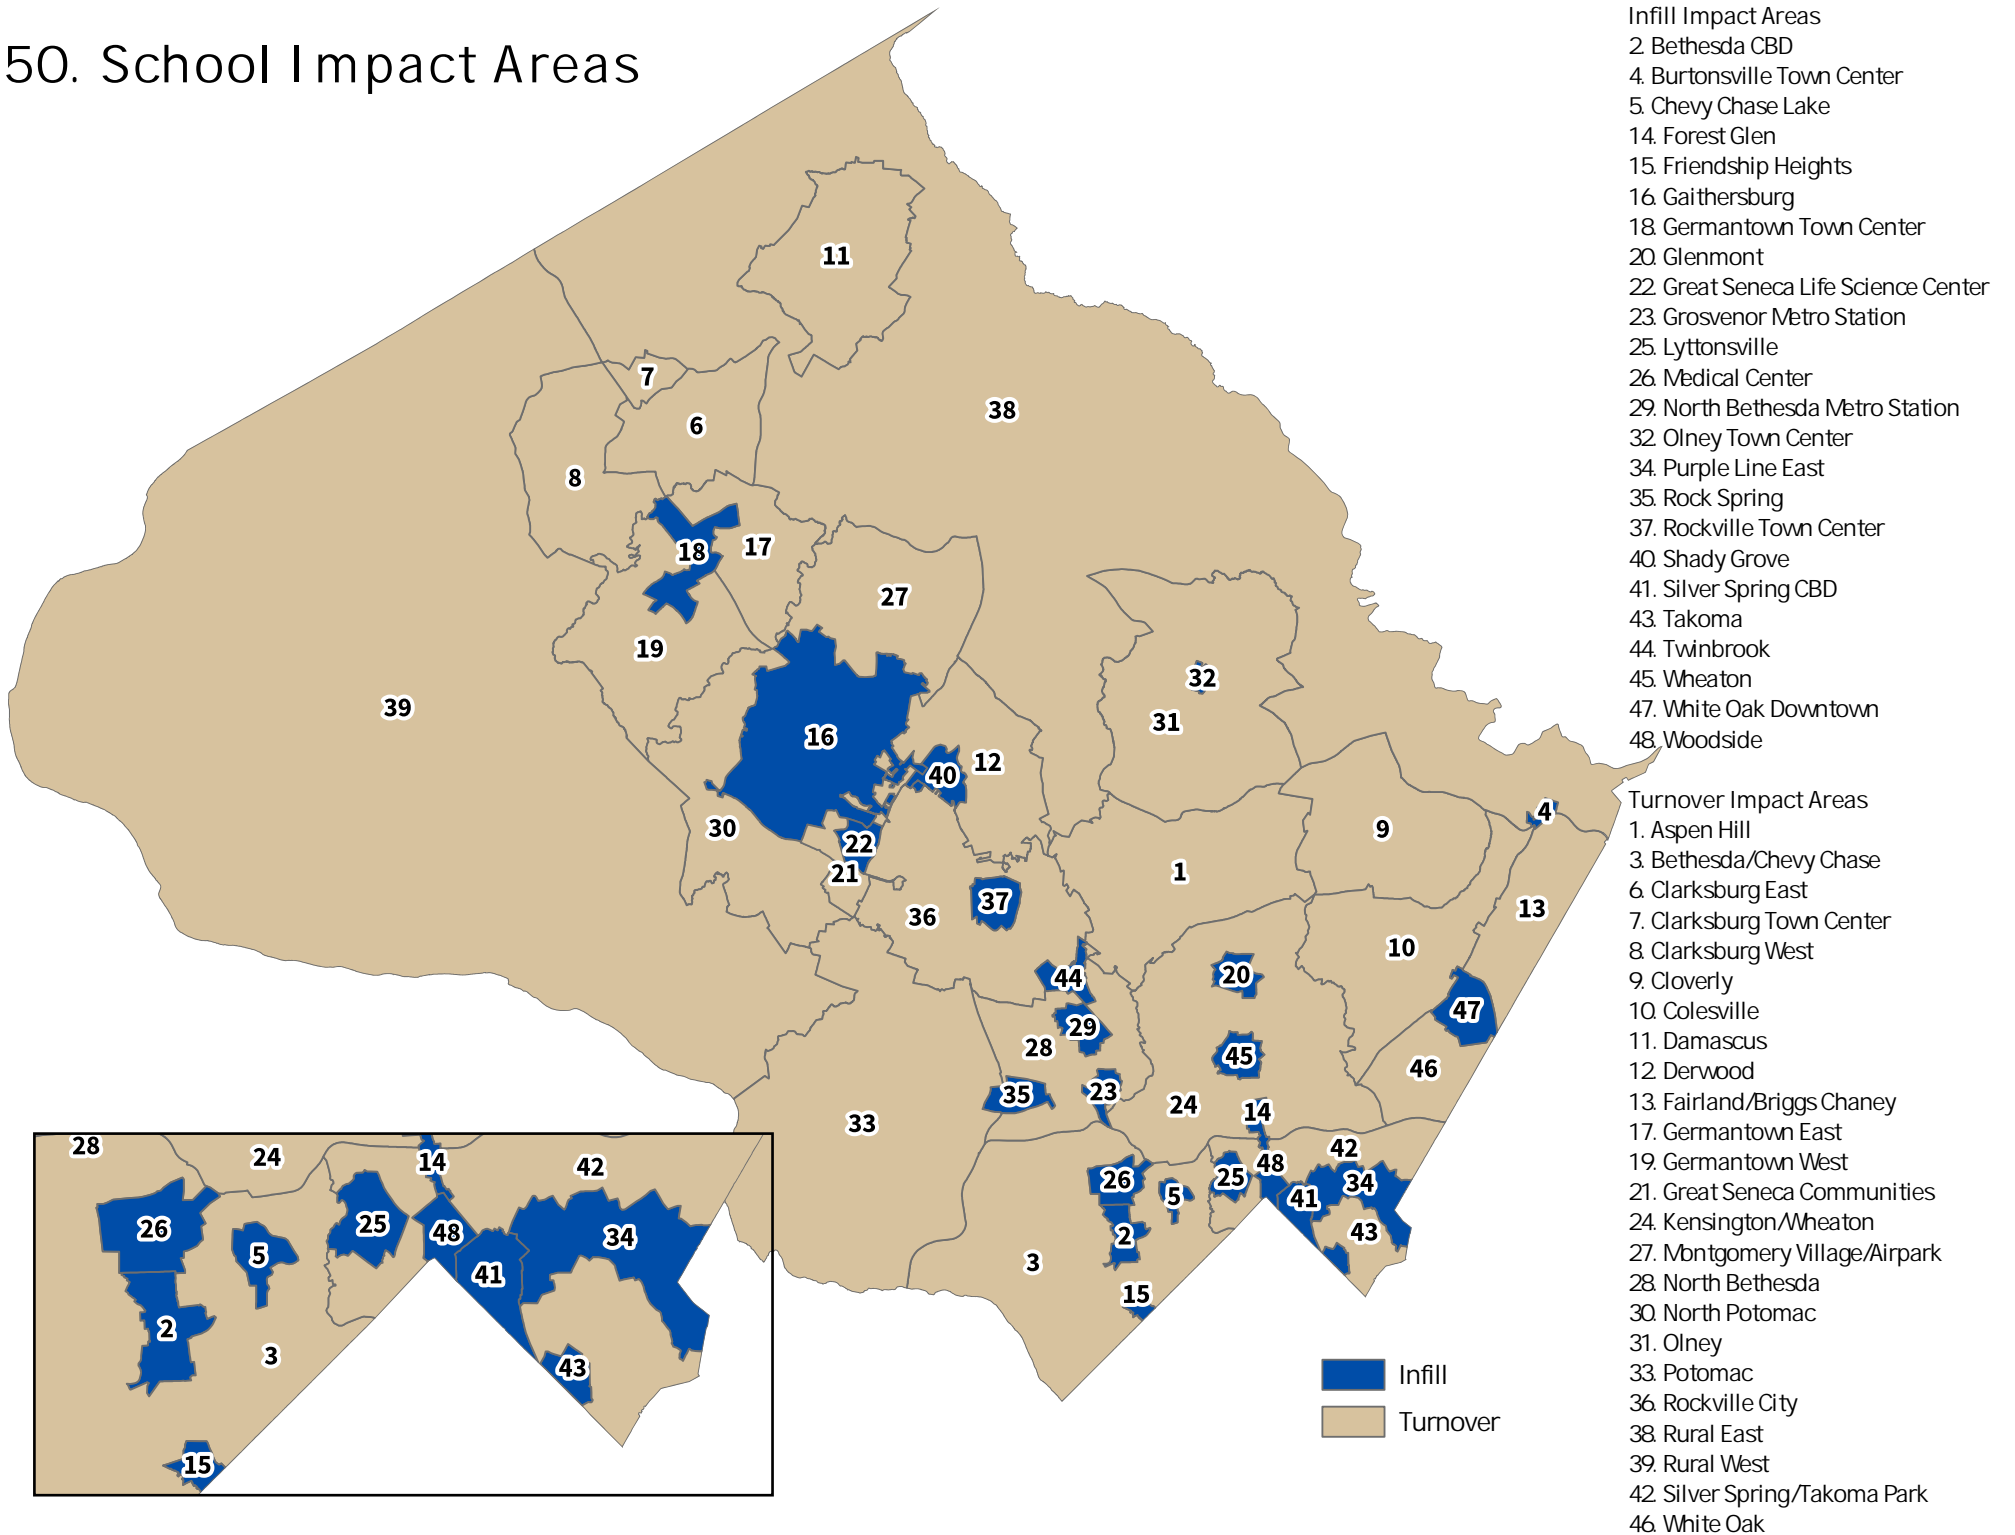 50. School Impact Areas
11
7
38
6
8
18
17
27
19
32
39
31
16
12
40
4
30
22
9
21
1
37
36
13
10
44
20
47
29
28
45
46
35
23
24
14
33
42
26
25
48
5
34
41
43
2
3
15
28
24
14
42
26
25
5
48
34
41
2
3
43
15
Infill
Turnover
Infill Impact Areas
2. Bethesda CBD
4. Burtonsville Town Center
5. Chevy Chase Lake
14. Forest Glen
15. Friendship Heights
16. Gaithersburg
18. Germantown Town Center
20. Glenmont
22. Great Seneca Life Science Center
23. Grosvenor Metro Station
25. Lyttonsville
26. Medical Center
29. North Bethesda Metro Station
32. Olney Town Center
34. Purple Line East
35. Rock Spring
37. Rockville Town Center
40. Shady Grove
41. Silver Spring CBD
43. Takoma
44. Twinbrook
45. Wheaton
47. White Oak Downtown
48. Woodside
Turnover Impact Areas
1. Aspen Hill
3. Bethesda/Chevy Chase
6. Clarksburg East
7. Clarksburg Town Center
8. Clarksburg West
9. Cloverly
10. Colesville
11. Damascus
12. Derwood
13. Fairland/Briggs Chaney
17. Germantown East
19. Germantown West
21. Great Seneca Communities
24. Kensington/Wheaton
27. Montgomery Village/Airpark
28. North Bethesda
30. North Potomac
31. Olney
33. Potomac
36. Rockville City
38. Rural East
39. Rural West
42. Silver Spring/Takoma Park
46. White Oak